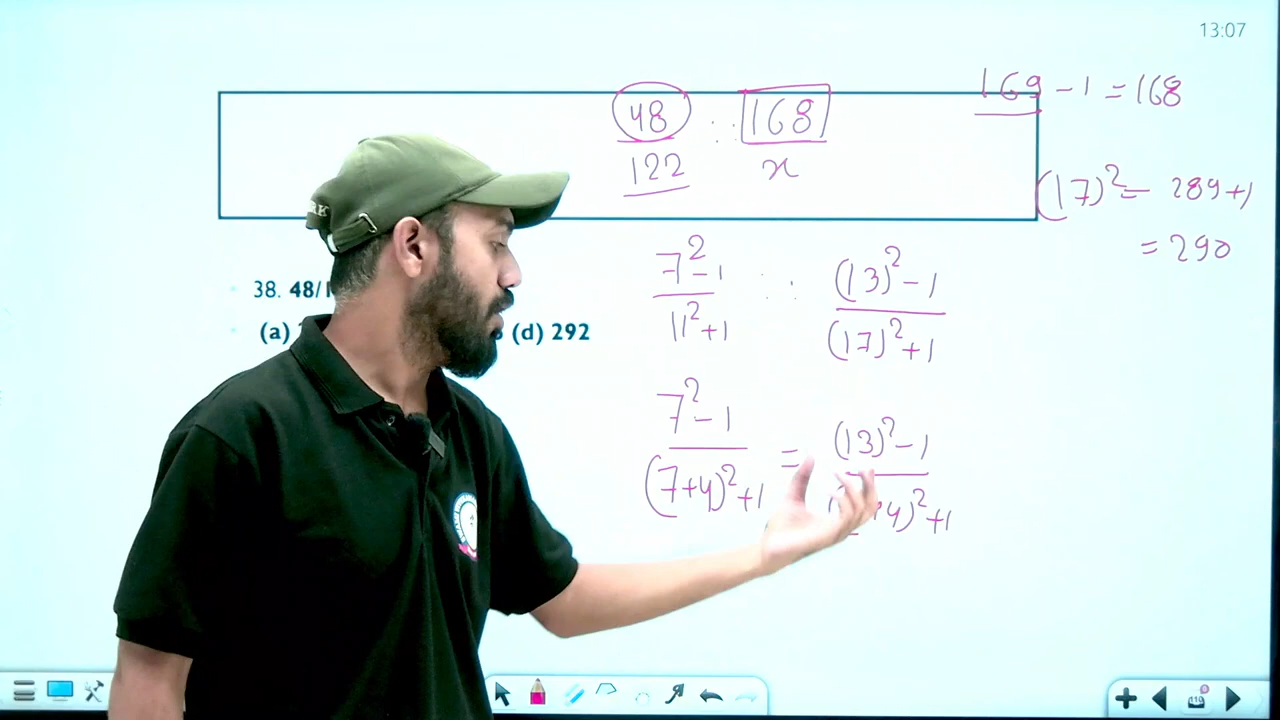 13:07
48 : 168
122 x
169 - 1 = 168
(17)² = 289+1
= 290
7²-1 : (13)²-1
11²+1 (17)²+1
38. 48/1
(a) (d) 292
7²-1 = (13)²-1
(7+4)²+1 +4)²+1